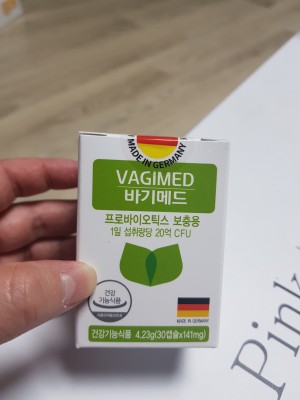 MADE IN GERMANY
VAGIMED
바기메드
프로바이오틱스 보충용
1일 섭취량당 20억 CFU
건강
기능식품
MADE IN GERMANY
건강기능식품 4.23g(30캡슐x141mg)
Pink